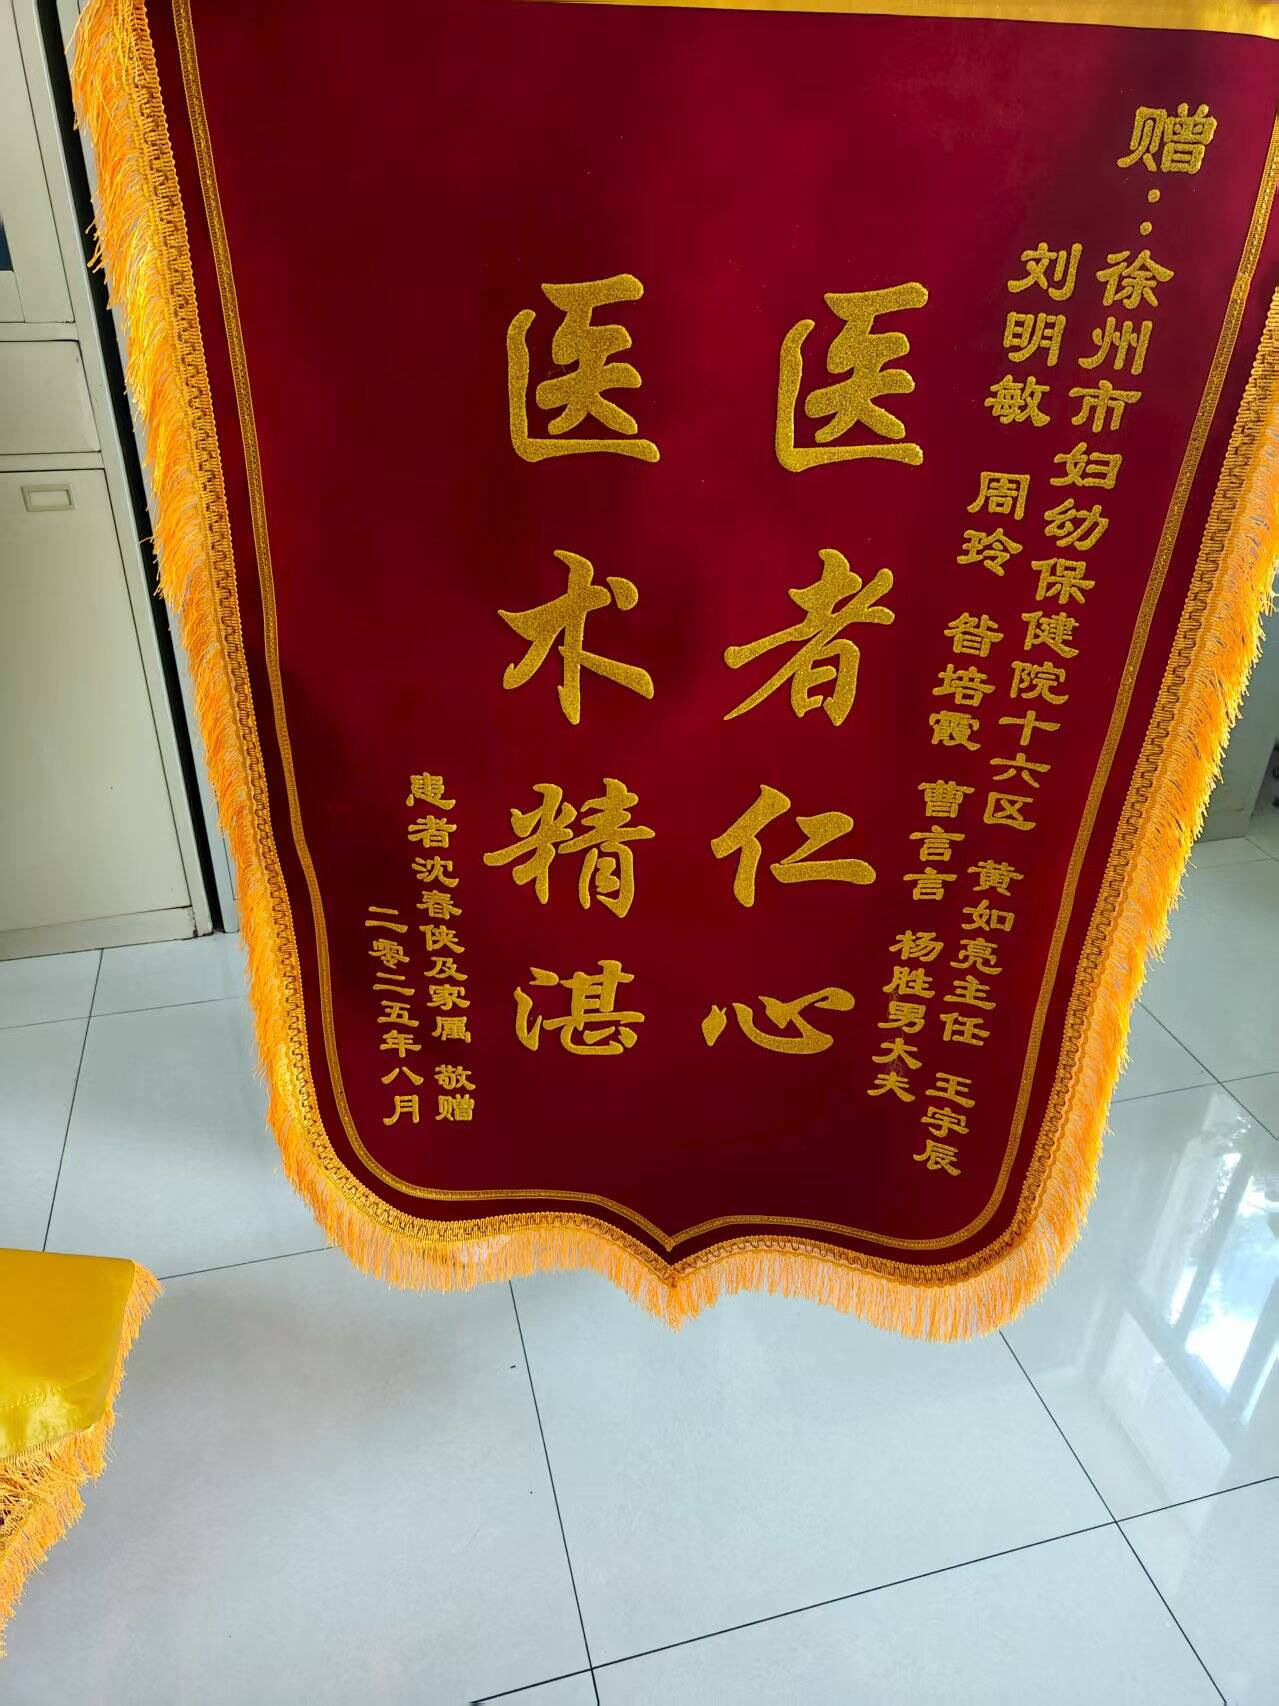 赠：徐州市妇幼保健院十六区 黄如亮主任 王宇辰
刘明敏 周玲 昝培霞 曹言言 杨胜男大夫
医者仁心
医术精湛
患者沈春侠及家属 敬赠
二零二五年八月